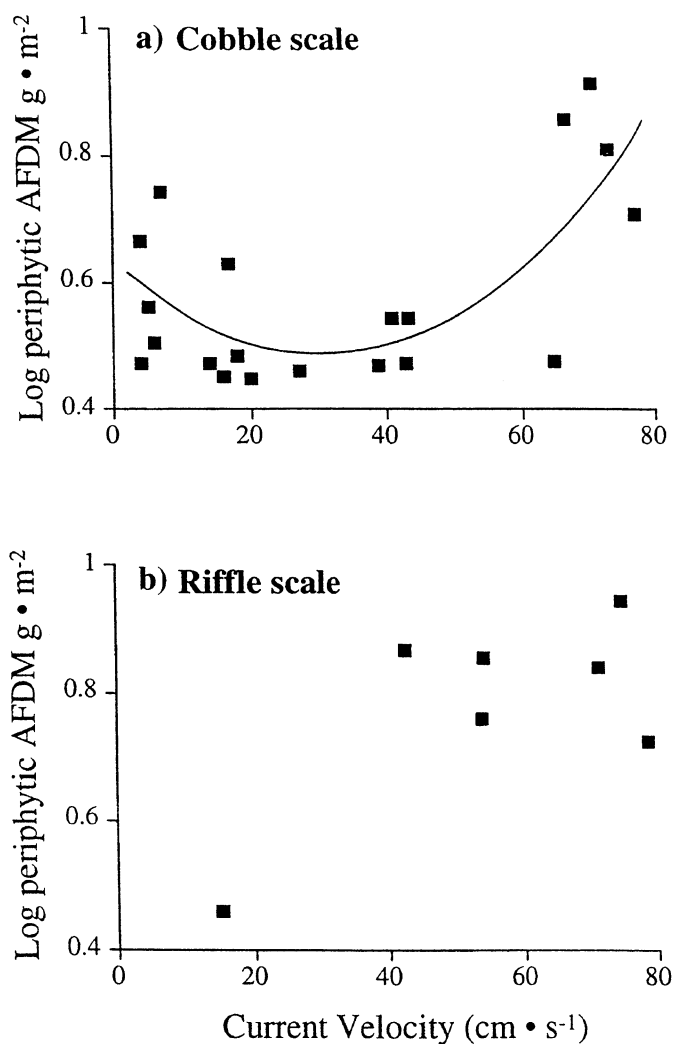 a) Cobble scale
Log periphytic AFDM g • m-2
1
0.8
0.6
0.4
0 20 40 60 80
b) Riffle scale
Log periphytic AFDM g • m-2
1
0.8
0.6
0.4
0 20 40 60 80
Current Velocity (cm • s-1)